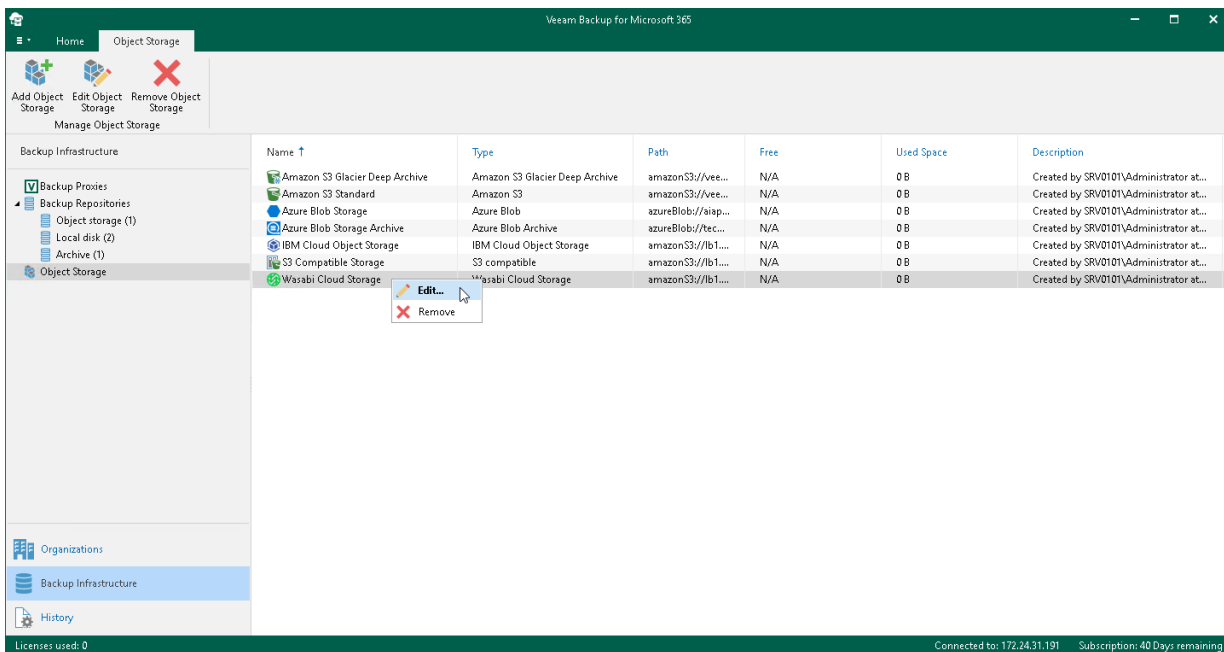 Veeam Backup for Microsoft 365
Home Object Storage
Add Object Storage Edit Object Storage Remove Object Storage
Manage Object Storage
Backup Infrastructure
Backup Proxies
Backup Repositories
Object storage (1)
Local disk (2)
Archive (1)
Object Storage
Name ↑ Type Path Free Used Space Description
Amazon S3 Glacier Deep Archive Amazon S3 Glacier Deep Archive amazonS3://vee... N/A 0 B Created by SRV0101\Administrator at...
Amazon S3 Standard Amazon S3 amazonS3://vee... N/A 0 B Created by SRV0101\Administrator at...
Azure Blob Storage Azure Blob azureBlob://aiap... N/A 0 B Created by SRV0101\Administrator at...
Azure Blob Storage Archive Azure Blob Archive azureBlob://tec... N/A 0 B Created by SRV0101\Administrator at...
IBM Cloud Object Storage IBM Cloud Object Storage amazonS3://lb1.... N/A 0 B Created by SRV0101\Administrator at...
S3 Compatible Storage S3 compatible amazonS3://lb1.... N/A 0 B Created by SRV0101\Administrator at...
Wasabi Cloud Storage Wasabi Cloud Storage amazonS3://lb1.... N/A 0 B Created by SRV0101\Administrator at...
Edit...
Remove
Organizations
Backup Infrastructure
History
Licenses used: 0 Connected to: 172.24.31.191 Subscription: 40 Days remaining